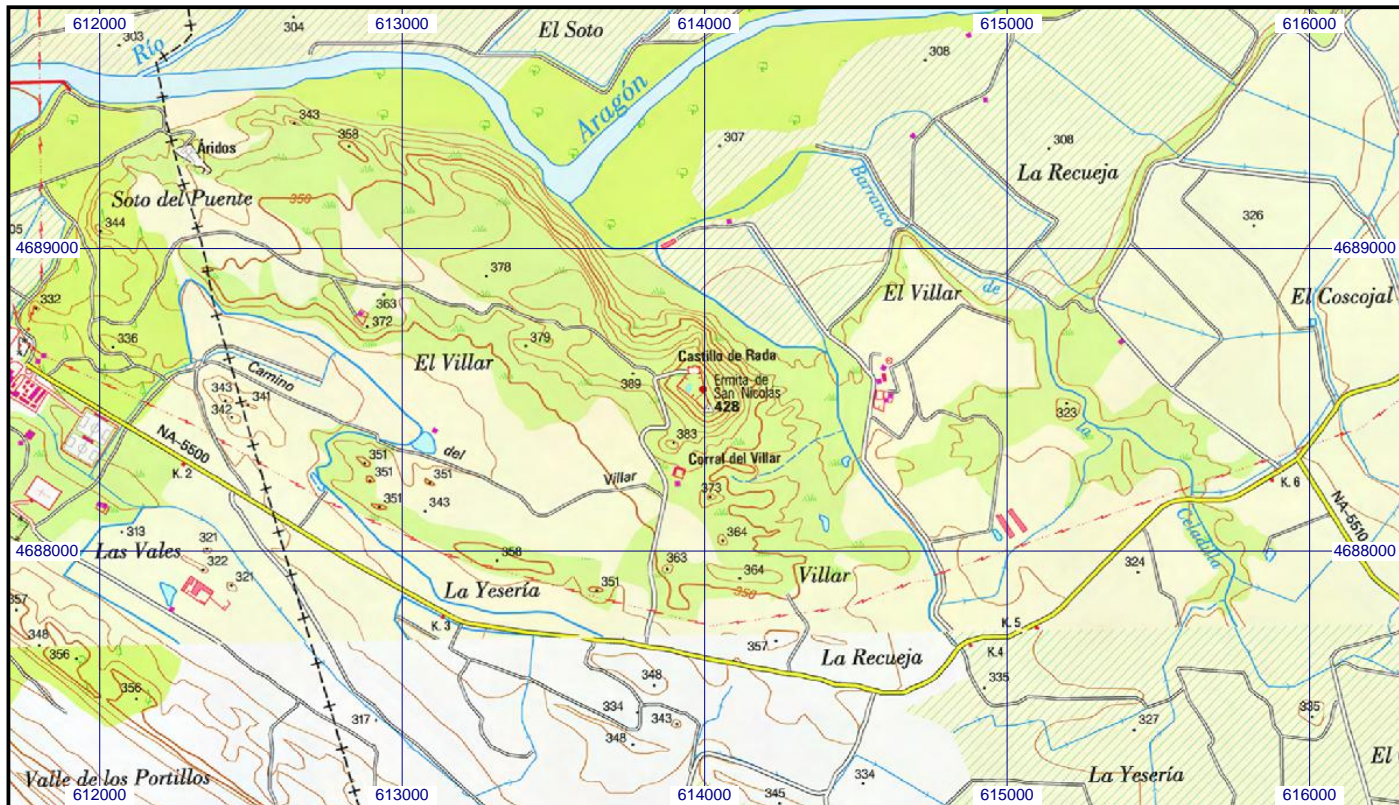 612000
613000
614000
615000
616000
303
304
El Soto
Río
308
Aragón
343
358
307
308
Áridos
La Recueja
Barranco
Soto del Puente
350
344
326
05
4689000
4689000
378
El Villar
de
El Coscojal
332
363
372
336
379
El Villar
Castillo de Rada
Camino
389
Ermita de
San Nicolás
428
343
341
342
323
la
NA-5500
383
del
351
Corral del Villar
K. 2
351
351
Villar
K. 6
351
343
373
NA-5510
Celadilla
313
364
Las Vales
321
4688000
4688000
322
358
363
321
364
Villar
324
351
350
La Yesería
357
K. 3
K. 5
348
357
La Recueja
K.4
356
348
335
356
334
343
317
327
335
348
El
Valle de los Portillos
334
La Yesería
345
612000
613000
614000
615000
616000